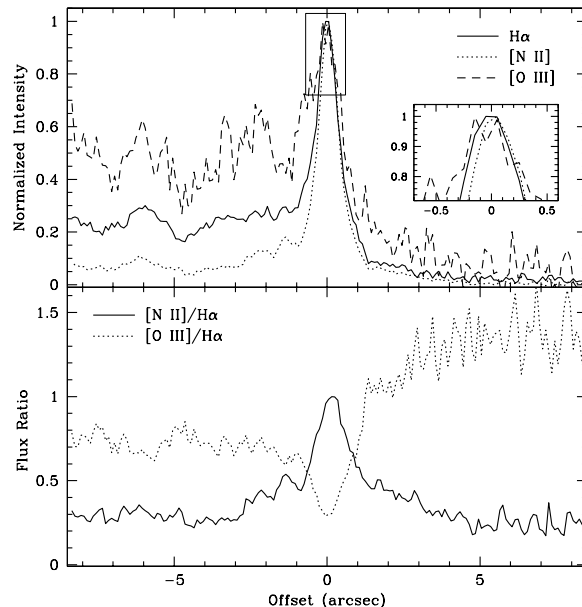 Hα
[N II]
[O III]
Normalized Intensity
1
0.8
0.6
0.4
0.2
0
1
0.9
0.8
−0.5
0
0.5
[N II]/Hα
[O III]/Hα
Flux Ratio
1.5
1
0.5
0
−5
0
5
Offset (arcsec)